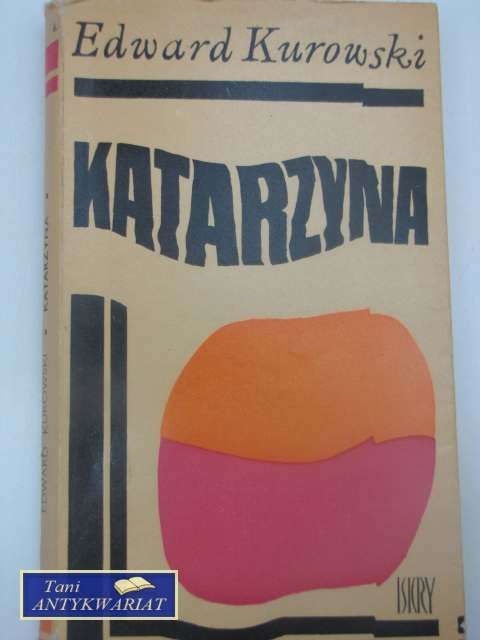 Edward Kurowski
KATARZYNA
EDWARD KUROWSKI • KATARZYNA •
ISKRY
Tani
ANTYKWARIAT